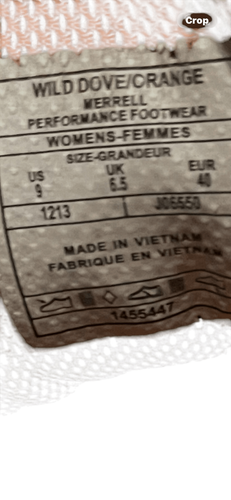 Crop
WILD DOVE/ORANGE
MERRELL
PERFORMANCE FOOTWEAR
WOMENS-FEMMES
SIZE-GRANDEUR
US UK EUR
9 6.5 40
1213 J06550
MADE IN VIETNAM
FABRIQUE EN VIETNAM
1455447